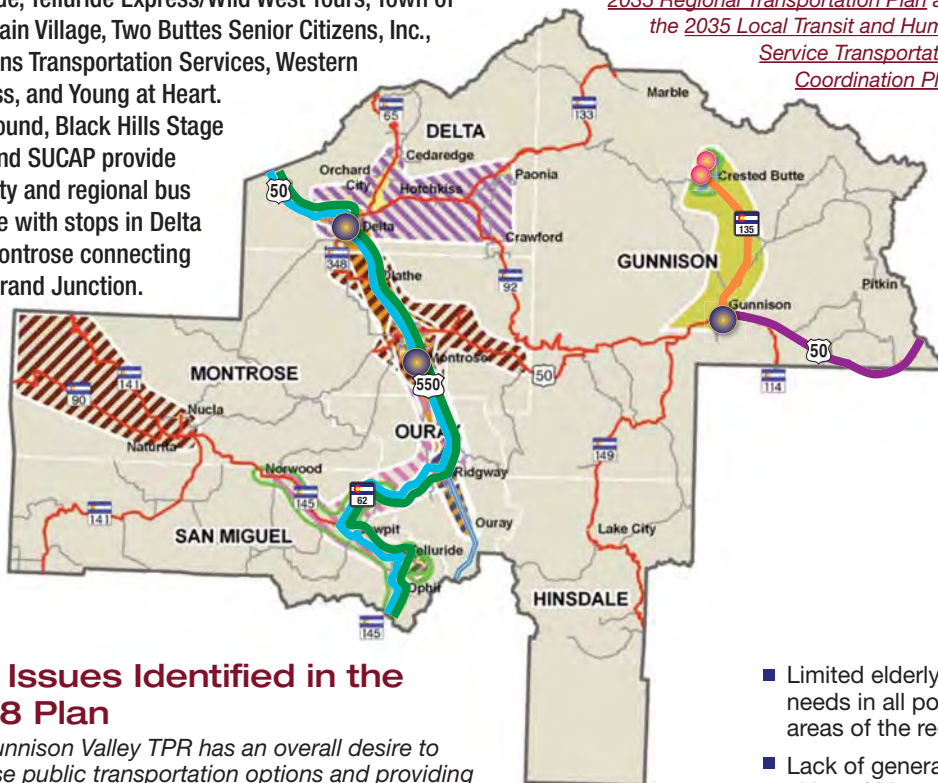 de, Telluride Express/Wild West Tours, Town of
ain Village, Two Buttes Senior Citizens, Inc.,
ns Transportation Services, Western
ss, and Young at Heart.
ound, Black Hills Stage
nd SUCAP provide
ty and regional bus
e with stops in Delta
ontrose connecting
rand Junction.
2035 Regional Transportation Plan a
the 2035 Local Transit and Hum
Service Transportat
Coordination Pl
Marble
133
65
DELTA
Cedaredge
Orchard
City
Hotchkiss
Paonia
Crested Butte
50
Delta
Crawford
135
348
Olathe
92
GUNNISON
Pitkin
Gunnison
Montrose
50
50
114
MONTROSE
550
141
90
Nucla
Naturita
OURAY
149
Norwood
Ridgway
145
62
141
SAN MIGUEL
wpit
Ouray
Lake City
elluride
Ophir
HINSDALE
145
Issues Identified in the
8 Plan
unnison Valley TPR has an overall desire to
se public transportation options and providing
Limited elderly
needs in all po
areas of the re
Lack of genera